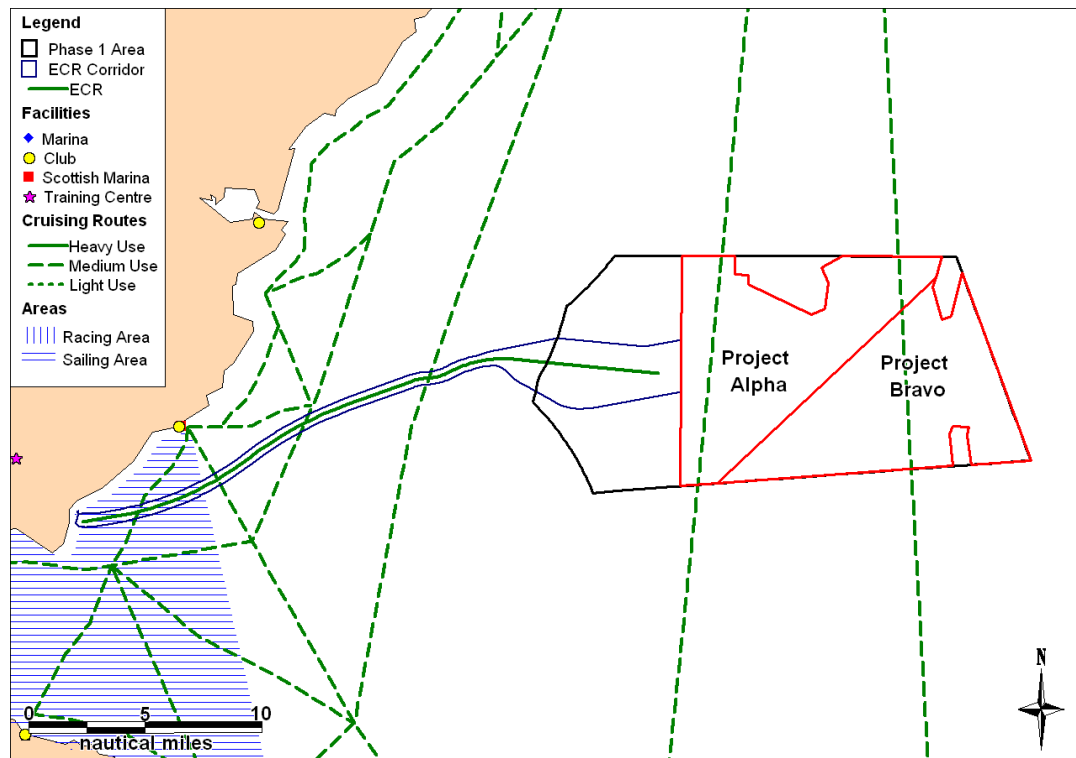 Legend
Phase 1 Area
ECR Corridor
ECR
Facilities
Marina
Club
Scottish Marina
Training Centre
Cruising Routes
Heavy Use
Medium Use
Light Use
Areas
Racing Area
Sailing Area
Project
Alpha
Project
Bravo
N
0 5 10
nautical miles